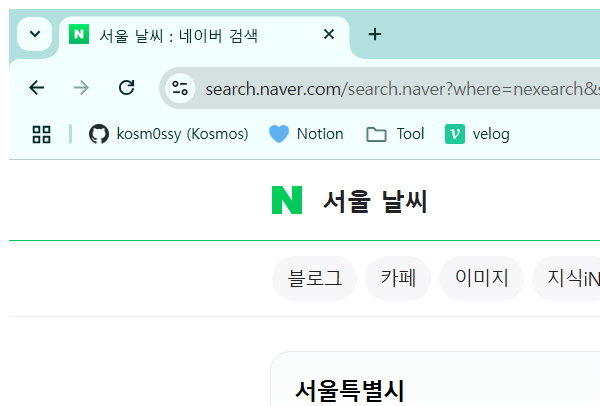 서울 날씨 : 네이버 검색
search.naver.com/search.naver?where=nexearch&
kosm0ssy (Kosmos) Notion Tool velog
서울 날씨
블로그 카페 이미지 지식iN
서울특별시